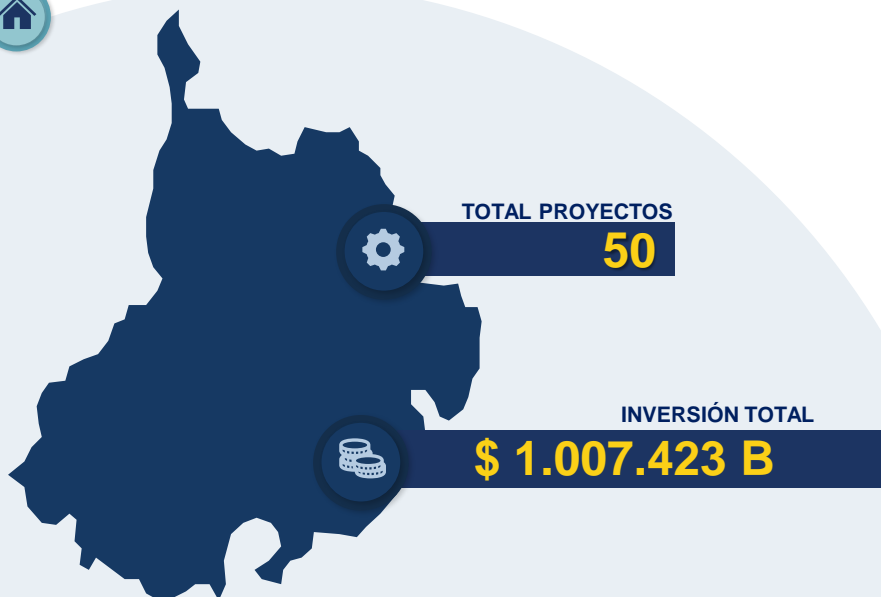 TOTAL PROYECTOS
50
INVERSIÓN TOTAL
$ 1.007.423 B